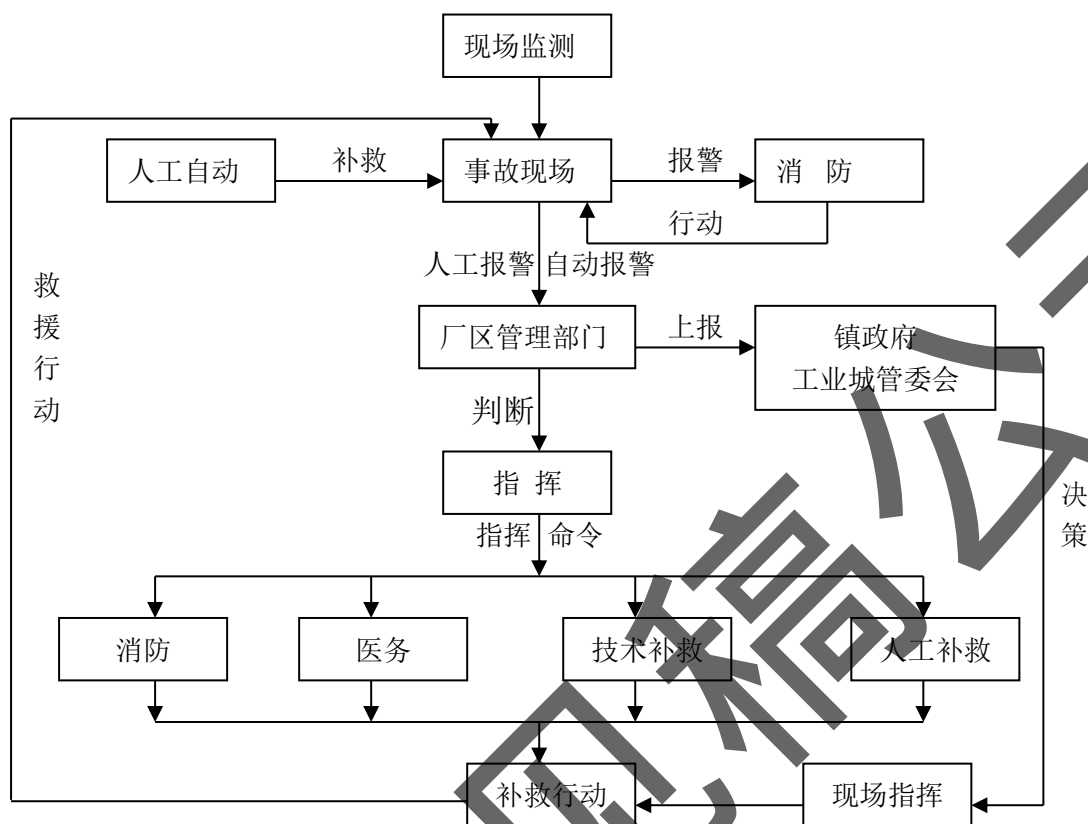 现场监测
人工自动
补救
事故现场
报警
消 防
行动
人工报警 自动报警
救援行动
厂区管理部门
上报
镇政府
工业城管委会
判断
指 挥
决策
指挥 命令
消防
医务
技术补救
人工补救
补救行动
现场指挥
稿公